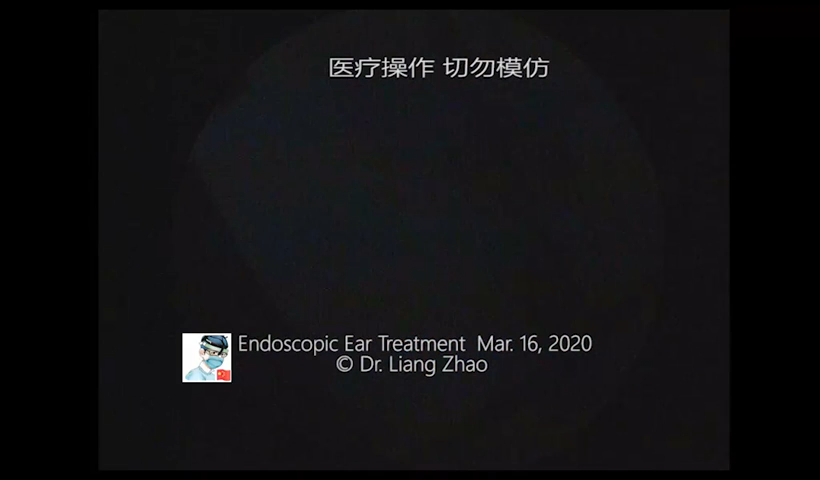 医疗操作 切勿模仿
Endoscopic Ear Treatment Mar. 16, 2020
© Dr. Liang Zhao